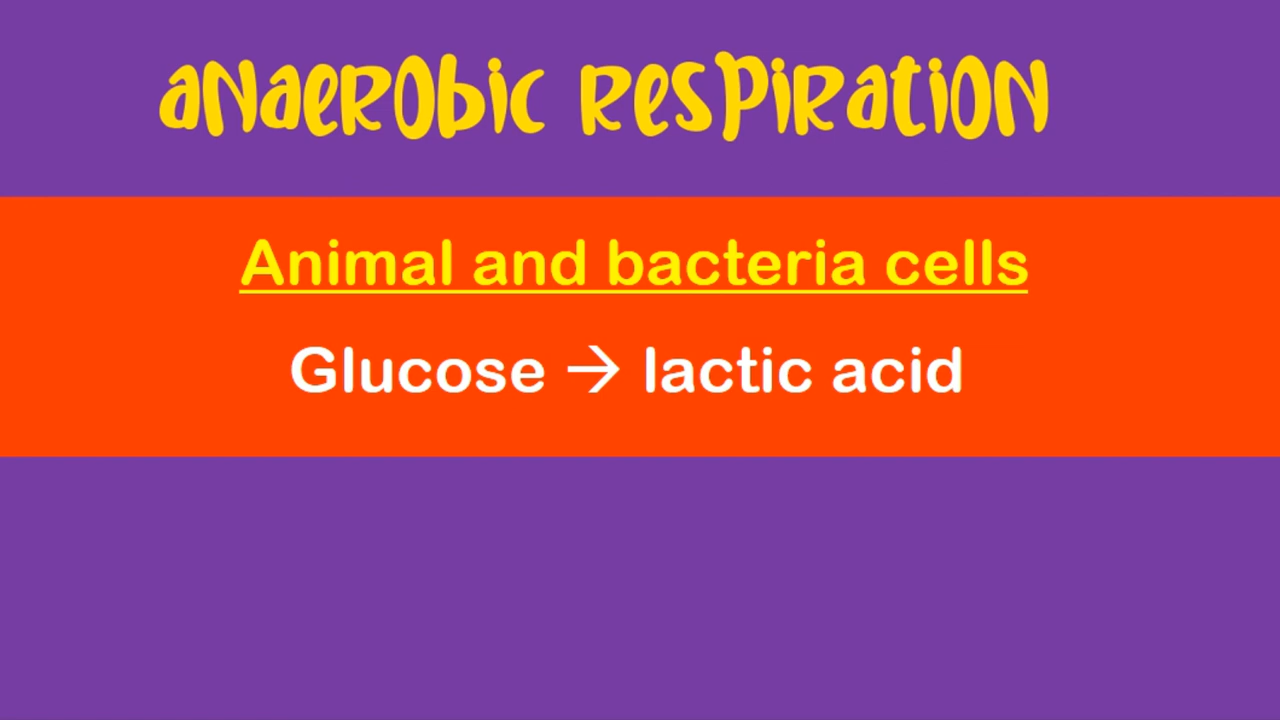 anaerobic respiration
Animal and bacteria cells
Glucose → lactic acid